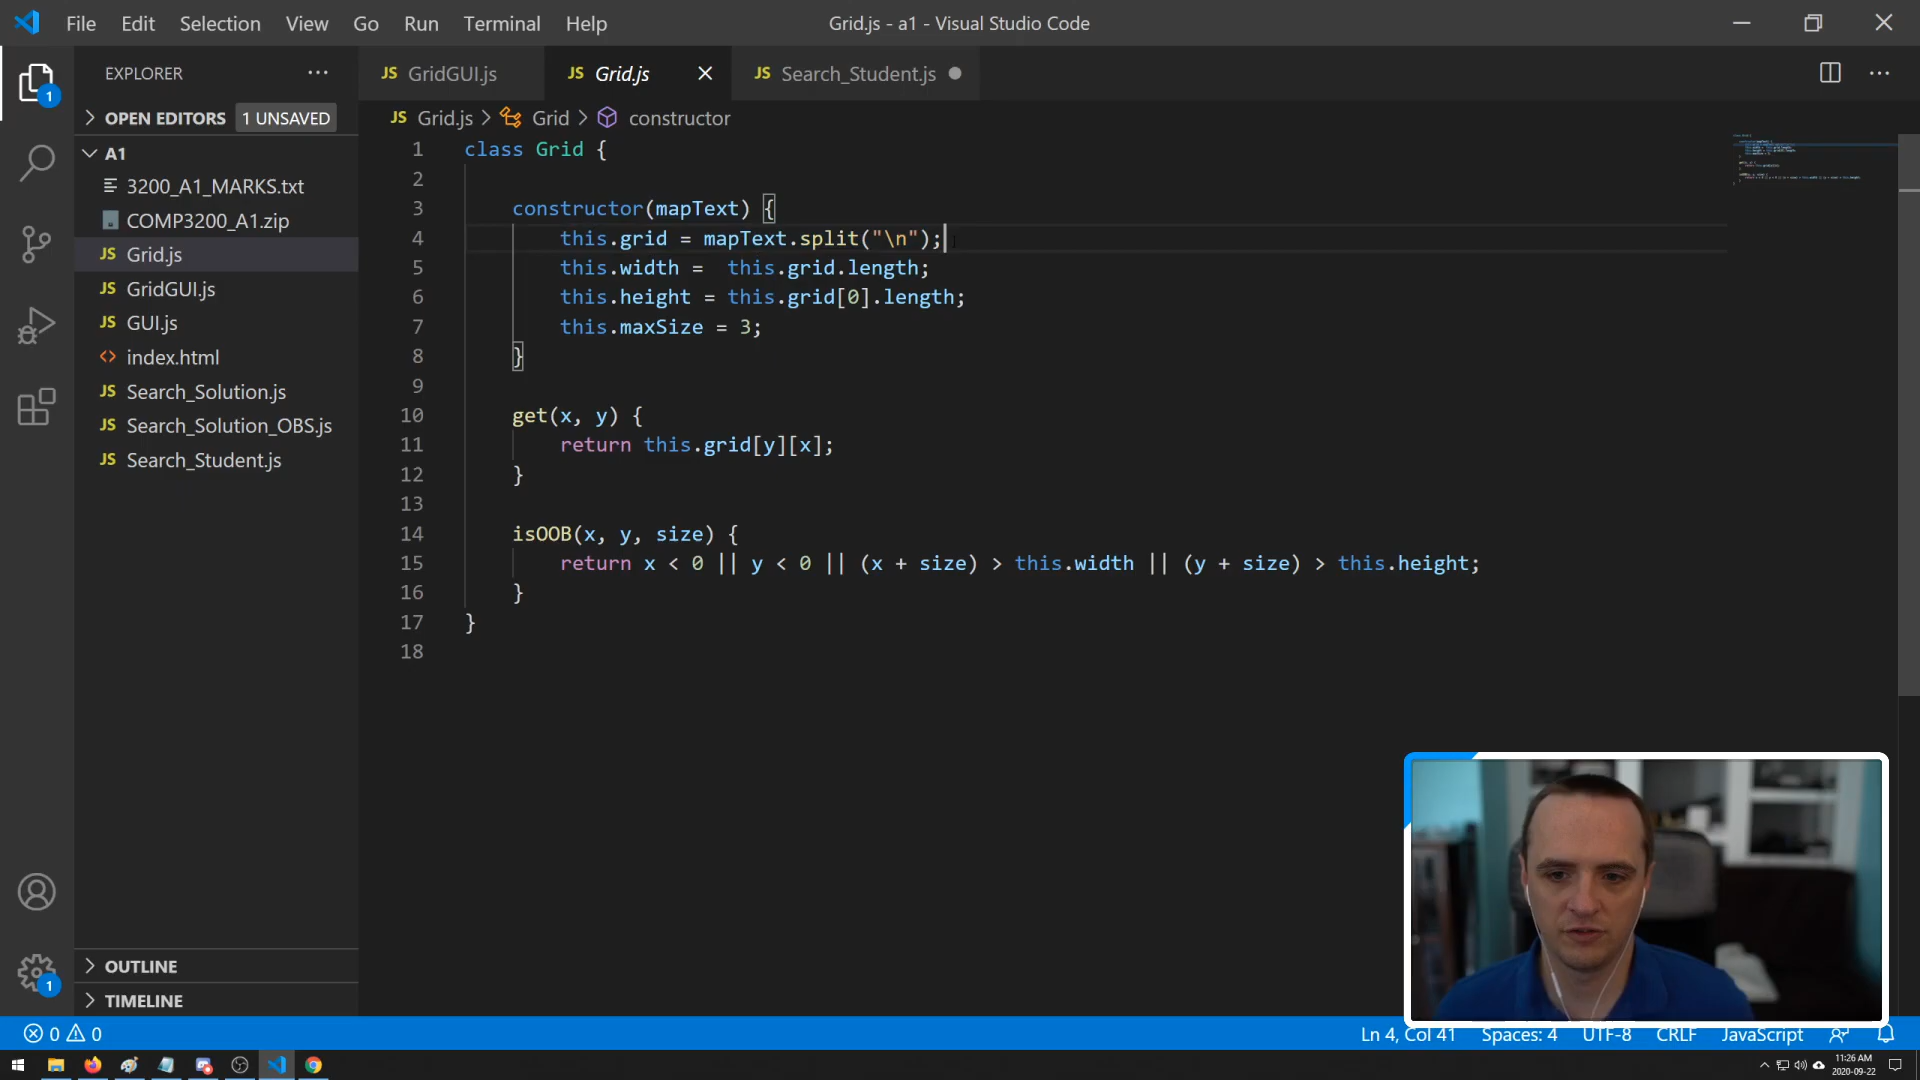 File Edit Selection View Go Run Terminal Help
Grid.js - a1 - Visual Studio Code
EXPLORER
OPEN EDITORS 1 UNSAVED
A1
3200_A1_MARKS.txt
COMP3200_A1.zip
JS Grid.js
JS GridGUI.js
JS GUI.js
<> index.html
JS Search_Solution.js
JS Search_Solution_OBS.js
JS Search_Student.js
OUTLINE
TIMELINE
JS GridGUI.js
JS Grid.js
JS Search_Student.js
JS Grid.js > Grid > constructor
1 class Grid {
2
3 constructor(mapText) {
4 this.grid = mapText.split("\n");
5 this.width =  this.grid.length;
6 this.height = this.grid[0].length;
7 this.maxSize = 3;
8 }
9
10 get(x, y) {
11 return this.grid[y][x];
12 }
13
14 isOOB(x, y, size) {
15 return x < 0 || y < 0 || (x + size) > this.width || (y + size) > this.height;
16 }
17 }
18
1
1
0 0
Ln 4, Col 41 Spaces: 4 UTF-8 CRLF JavaScript
11:26 AM
2020-09-22